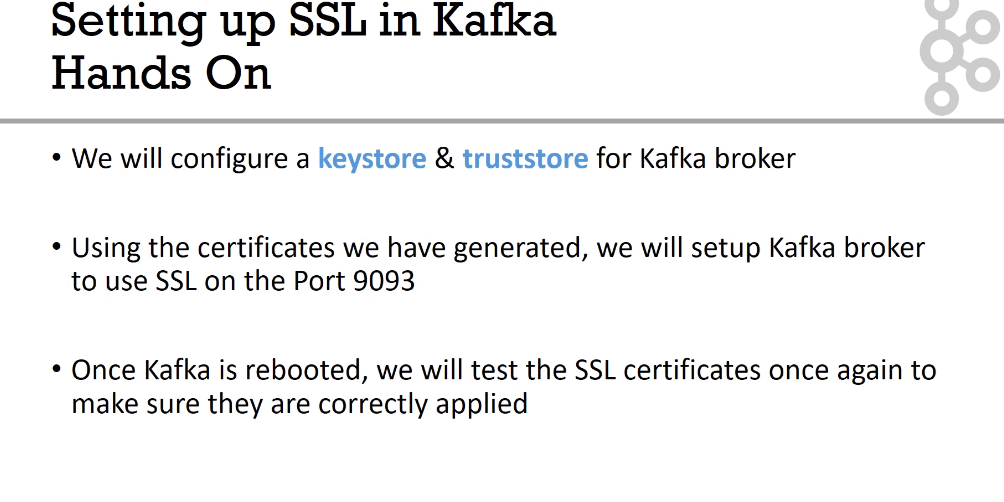 Setting up SSL in Kafka
Hands On
• We will configure a keystore & truststore for Kafka broker
• Using the certificates we have generated, we will setup Kafka broker
to use SSL on the Port 9093
• Once Kafka is rebooted, we will test the SSL certificates once again to
make sure they are correctly applied